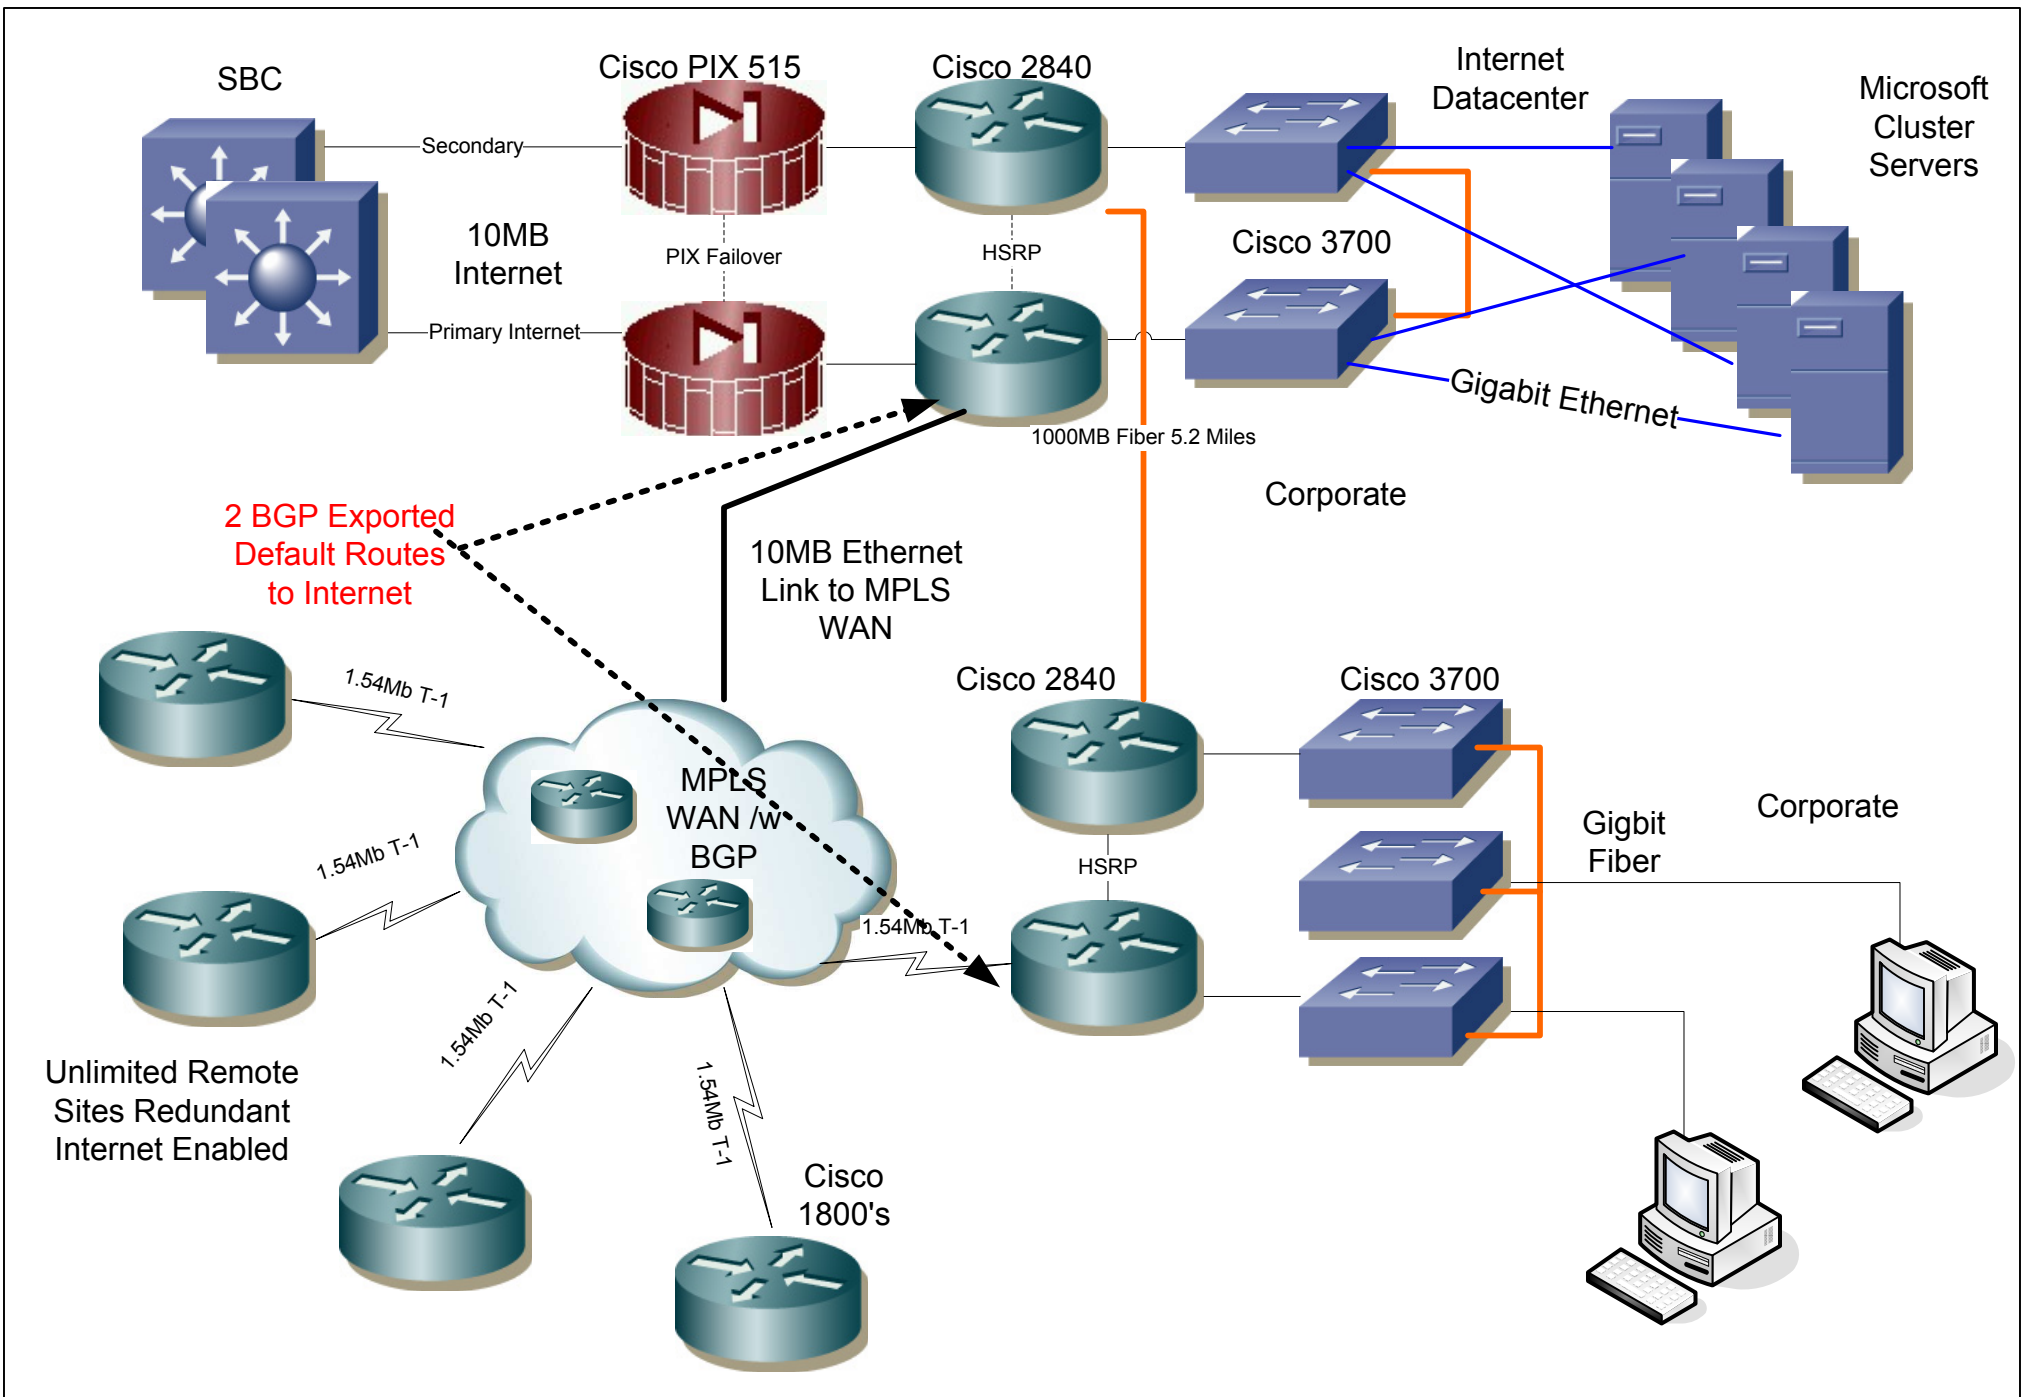 SBC
Cisco PIX 515
Cisco 2840
Internet
Datacenter
Microsoft
Cluster
Servers
Secondary
10MB
Internet
PIX Failover
HSRP
Cisco 3700
Primary Internet
Gigabit Ethernet
1000MB Fiber 5.2 Miles
Corporate
2 BGP Exported
Default Routes
to Internet
10MB Ethernet
Link to MPLS
WAN
1.54Mb T-1
Cisco 2840
Cisco 3700
MPLS
WAN /w
BGP
1.54Mb T-1
HSRP
Gigbit
Fiber
Corporate
1.54Mb T-1
1.54Mb T-1
1.54Mb T-1
Unlimited Remote
Sites Redundant
Internet Enabled
Cisco
1800's